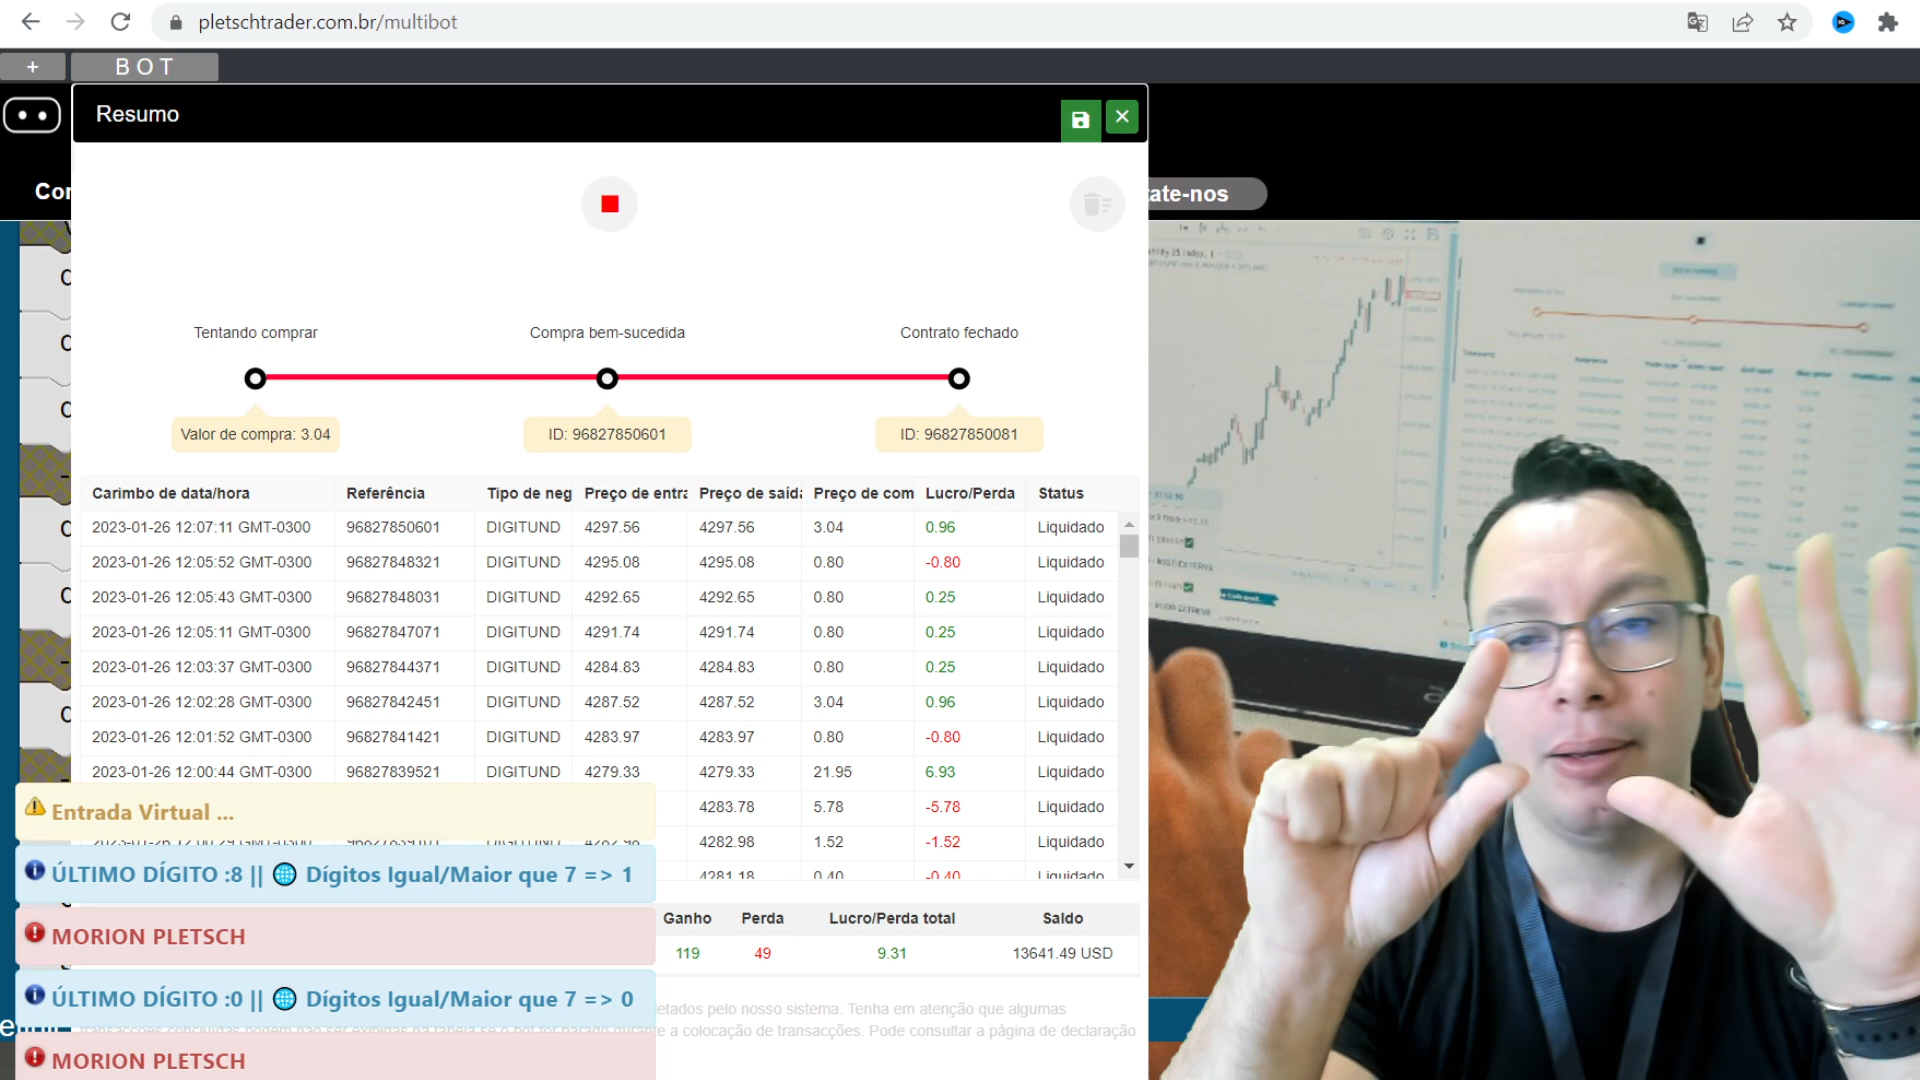 pletschtrader.com.br/multibot
+
BOT
Resumo
tate-nos
Tentando comprar
Compra bem-sucedida
Contrato fechado
Valor de compra: 3.04
ID: 96827850601
ID: 96827850081
Carimbo de data/hora Referência Tipo de neg Preço de entra Preço de saída Preço de com Lucro/Perda Status
2023-01-26 12:07:11 GMT-0300 96827850601 DIGITUND 4297.56 4297.56 3.04 0.96 Liquidado
2023-01-26 12:05:52 GMT-0300 96827848321 DIGITUND 4295.08 4295.08 0.80 -0.80 Liquidado
2023-01-26 12:05:43 GMT-0300 96827848031 DIGITUND 4292.65 4292.65 0.80 0.25 Liquidado
2023-01-26 12:05:11 GMT-0300 96827847071 DIGITUND 4291.74 4291.74 0.80 0.25 Liquidado
2023-01-26 12:03:37 GMT-0300 96827844371 DIGITUND 4284.83 4284.83 0.80 0.25 Liquidado
2023-01-26 12:02:28 GMT-0300 96827842451 DIGITUND 4287.52 4287.52 3.04 0.96 Liquidado
2023-01-26 12:01:52 GMT-0300 96827841421 DIGITUND 4283.97 4283.97 0.80 -0.80 Liquidado
2023-01-26 12:00:44 GMT-0300 96827839521 DIGITUND 4279.33 4279.33 21.95 6.93 Liquidado
4283.78 5.78 -5.78 Liquidado
4282.98 1.52 -1.52 Liquidado
4281.18 0.40 -0.40 Liquidado
Entrada Virtual ...
ÚLTIMO DÍGITO :8 || Dígitos Igual/Maior que 7 => 1
MORION PLETSCH
ÚLTIMO DÍGITO :0 || Dígitos Igual/Maior que 7 => 0
MORION PLETSCH
Ganho Perda Lucro/Perda total Saldo
119 49 9.31 13641.49 USD
etados pelo nosso sistema. Tenha em atenção que algumas
e a colocação de transacções. Pode consultar a página de declaração